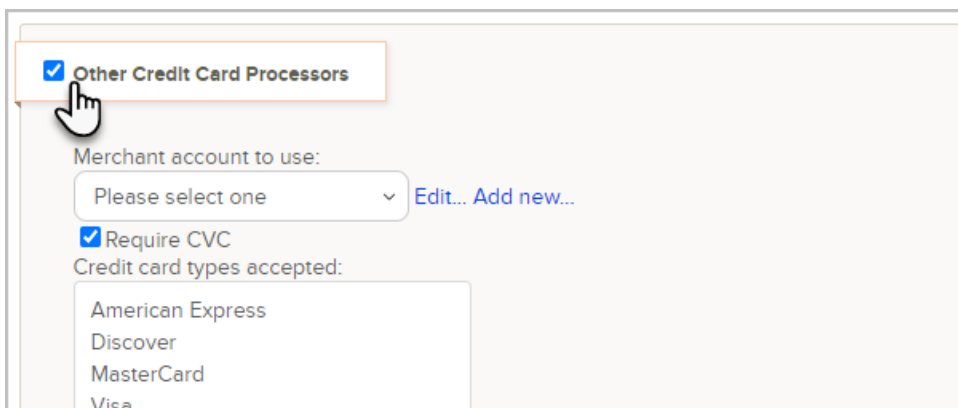 Other Credit Card Processors
Merchant account to use:
Please select one Edit... Add new...
Require CVC
Credit card types accepted:
American Express
Discover
MasterCard
Visa